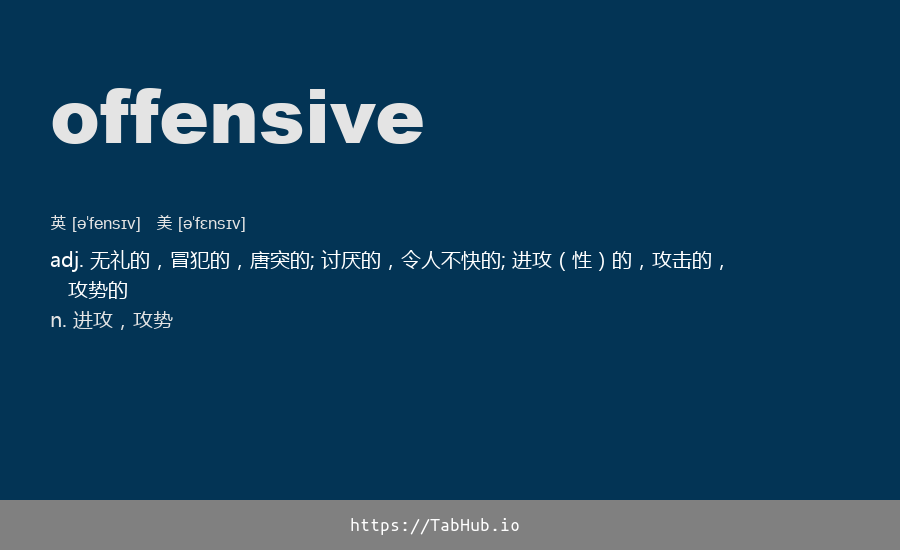 offensive
英 [ə'fensɪv] 美 [ə'fɛnsɪv]
adj. 无礼的，冒犯的，唐突的; 讨厌的，令人不快的; 进攻（性）的，攻击的，
攻势的
n. 进攻，攻势
https://TabHub.io